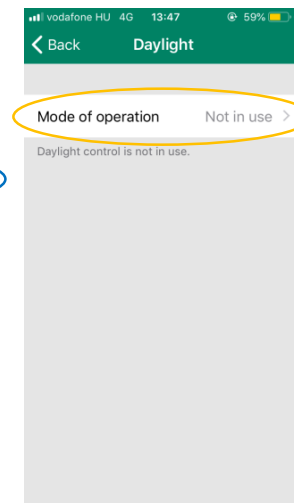 vodafone HU 4G 13:47 59%
Back Daylight
Mode of operation Not in use
Daylight control is not in use.